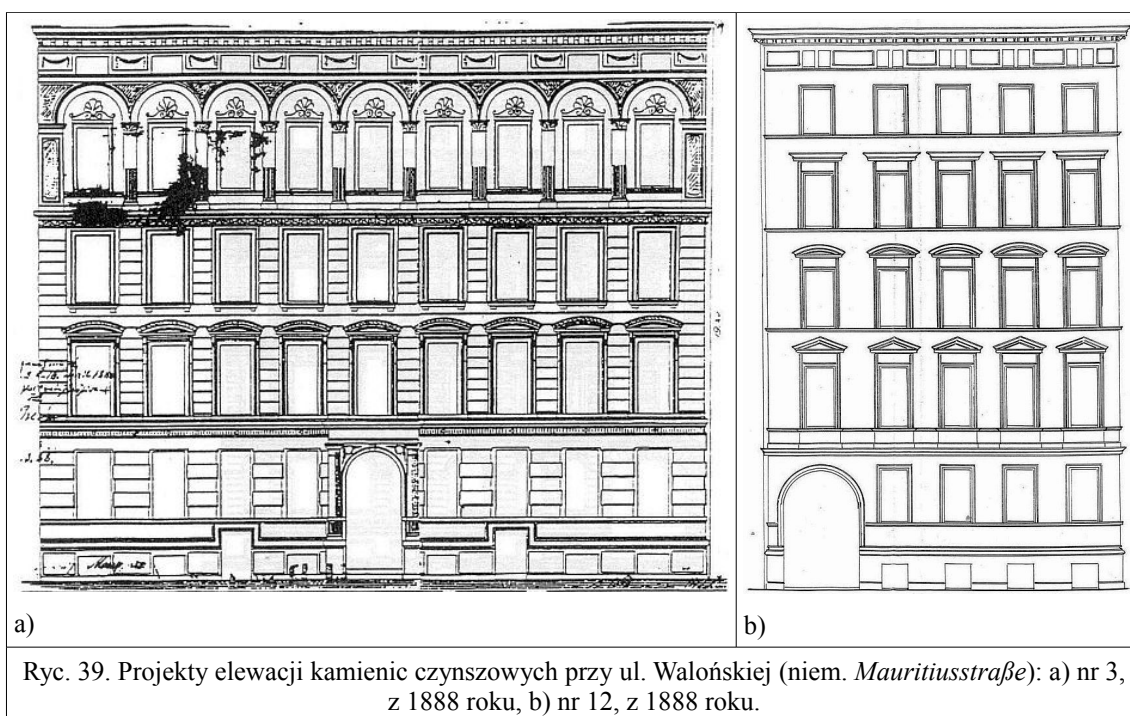 a)
b)
Ryc. 39. Projekty elewacji kamienic czynszowych przy ul. Walońskiej (niem. Mauritiusstraße): a) nr 3,
z 1888 roku, b) nr 12, z 1888 roku.